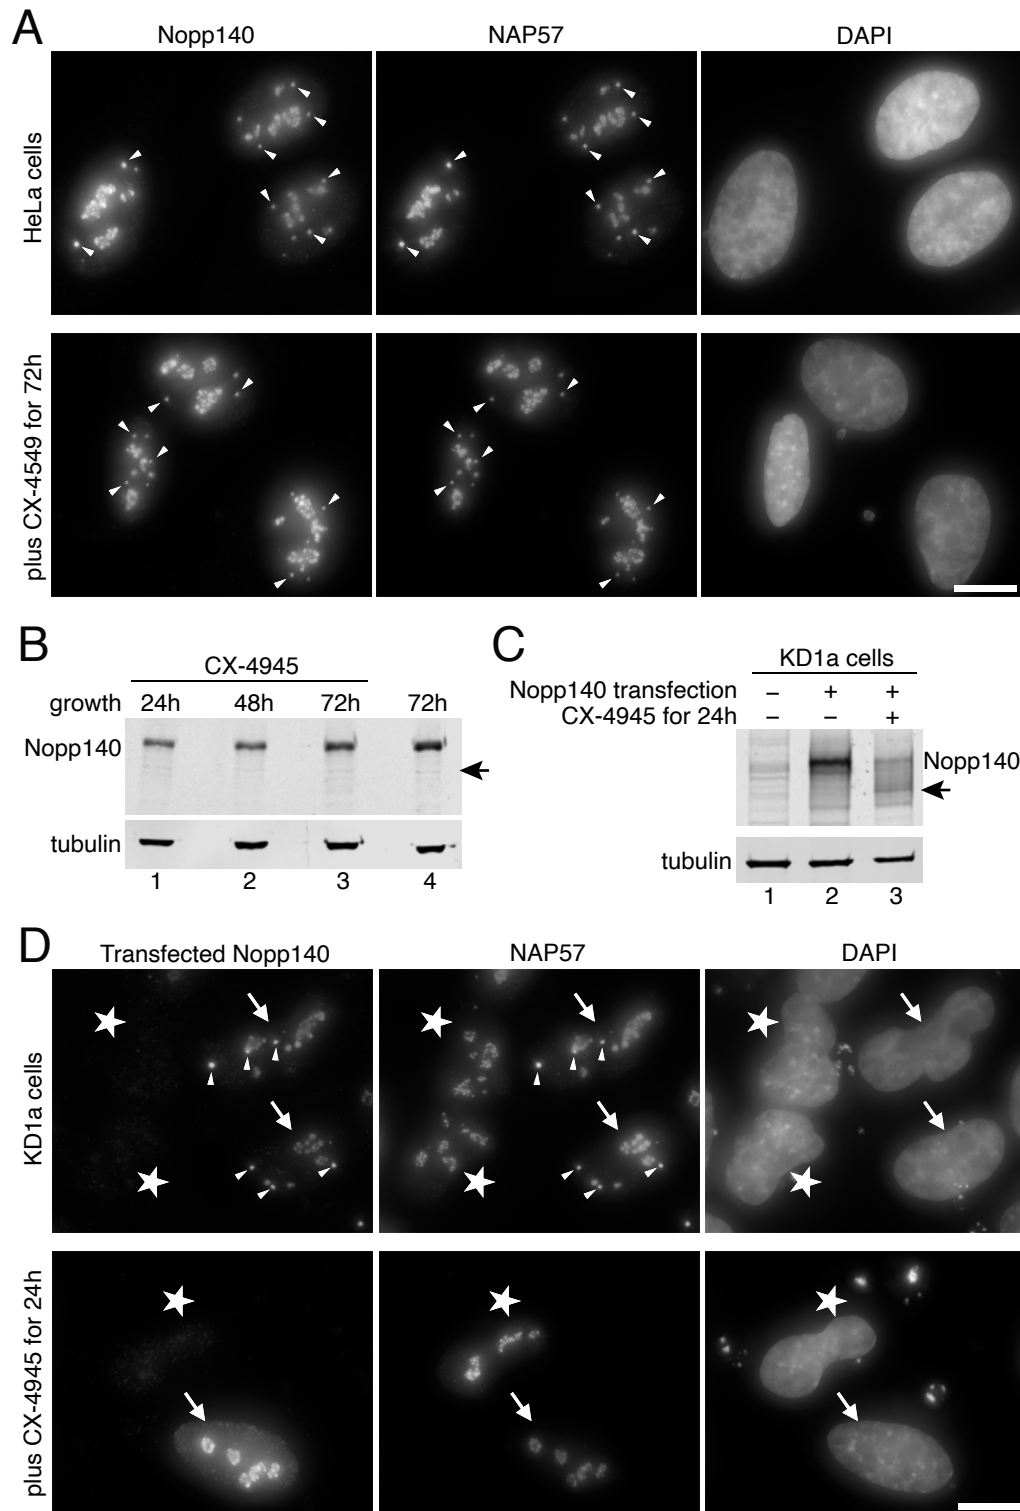 A
Nopp140 NAP57 DAPI
HeLa cells
plus CX-4549 for 72h
B
CX-4945
growth 24h 48h 72h 72h
Nopp140
tubulin
1 2 3 4
C
KD1a cells
Nopp140 transfection – + +
CX-4945 for 24h – – +
Nopp140
tubulin
1 2 3
D
Transfected Nopp140 NAP57 DAPI
KD1a cells
plus CX-4945 for 24h